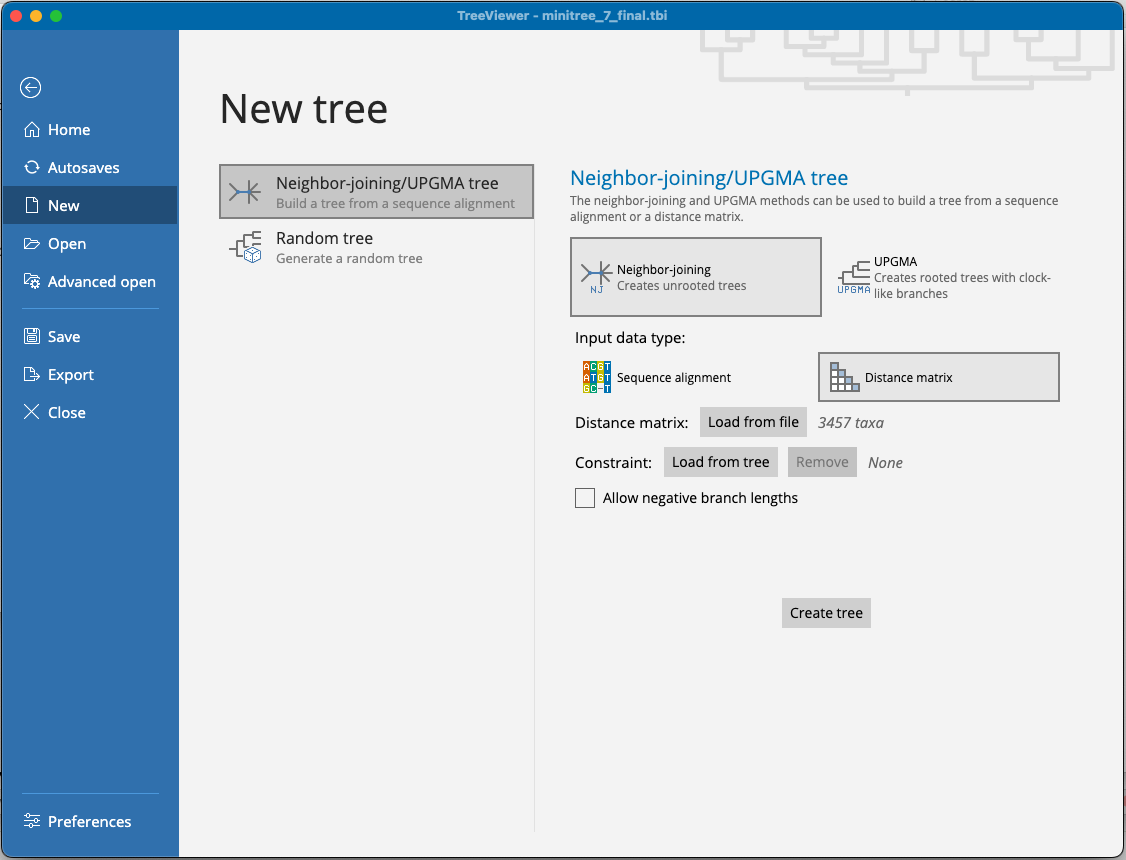 TreeViewer - minitree_7_final.tbi
Home
Autosaves
New
Open
Advanced open
Save
Export
Close
Preferences
New tree
Neighbor-joining/UPGMA tree
Build a tree from a sequence alignment
Random tree
Generate a random tree
Neighbor-joining/UPGMA tree
The neighbor-joining and UPGMA methods can be used to build a tree from a sequence
alignment or a distance matrix.
NJ
Neighbor-joining
Creates unrooted trees
UPGMA
UPGMA
Creates rooted trees with clock-
like branches
Input data type:
ACGT
ATGT
GC-T
Sequence alignment
Distance matrix
Distance matrix: Load from file 3457 taxa
Constraint: Load from tree Remove None
Allow negative branch lengths
Create tree